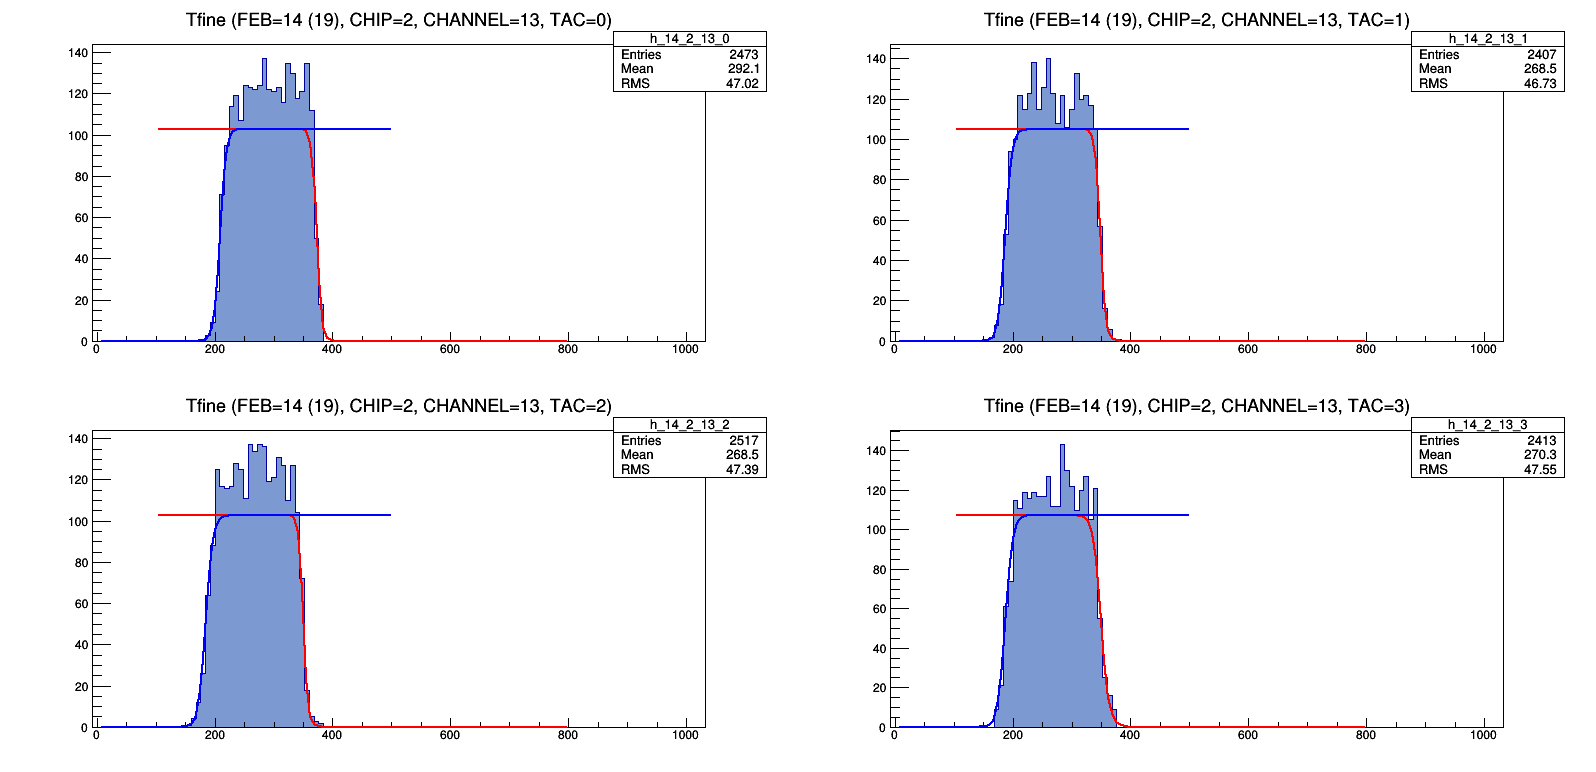 Tfine (FEB=14 (19), CHIP=2, CHANNEL=13, TAC=0)
h_14_2_13_0
Entries 2473
Mean 292.1
RMS 47.02
140
120
100
80
60
40
20
0
0 200 400 600 800 1000
Tfine (FEB=14 (19), CHIP=2, CHANNEL=13, TAC=1)
h_14_2_13_1
Entries 2407
Mean 268.5
RMS 46.73
140
120
100
80
60
40
20
0
0 200 400 600 800 1000
Tfine (FEB=14 (19), CHIP=2, CHANNEL=13, TAC=2)
h_14_2_13_2
Entries 2517
Mean 268.5
RMS 47.39
140
120
100
80
60
40
20
0
0 200 400 600 800 1000
Tfine (FEB=14 (19), CHIP=2, CHANNEL=13, TAC=3)
h_14_2_13_3
Entries 2413
Mean 270.3
RMS 47.55
140
120
100
80
60
40
20
0
0 200 400 600 800 1000